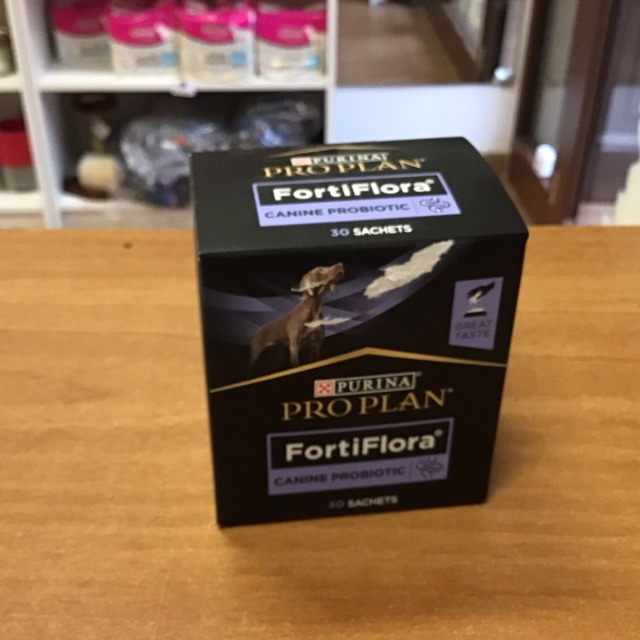 PURINA
PRO PLAN
FortiFlora®
CANINE PROBIOTIC
30 SACHETS
GREAT
TASTE
PURINA
PRO PLAN
FortiFlora®
CANINE PROBIOTIC
30 SACHETS